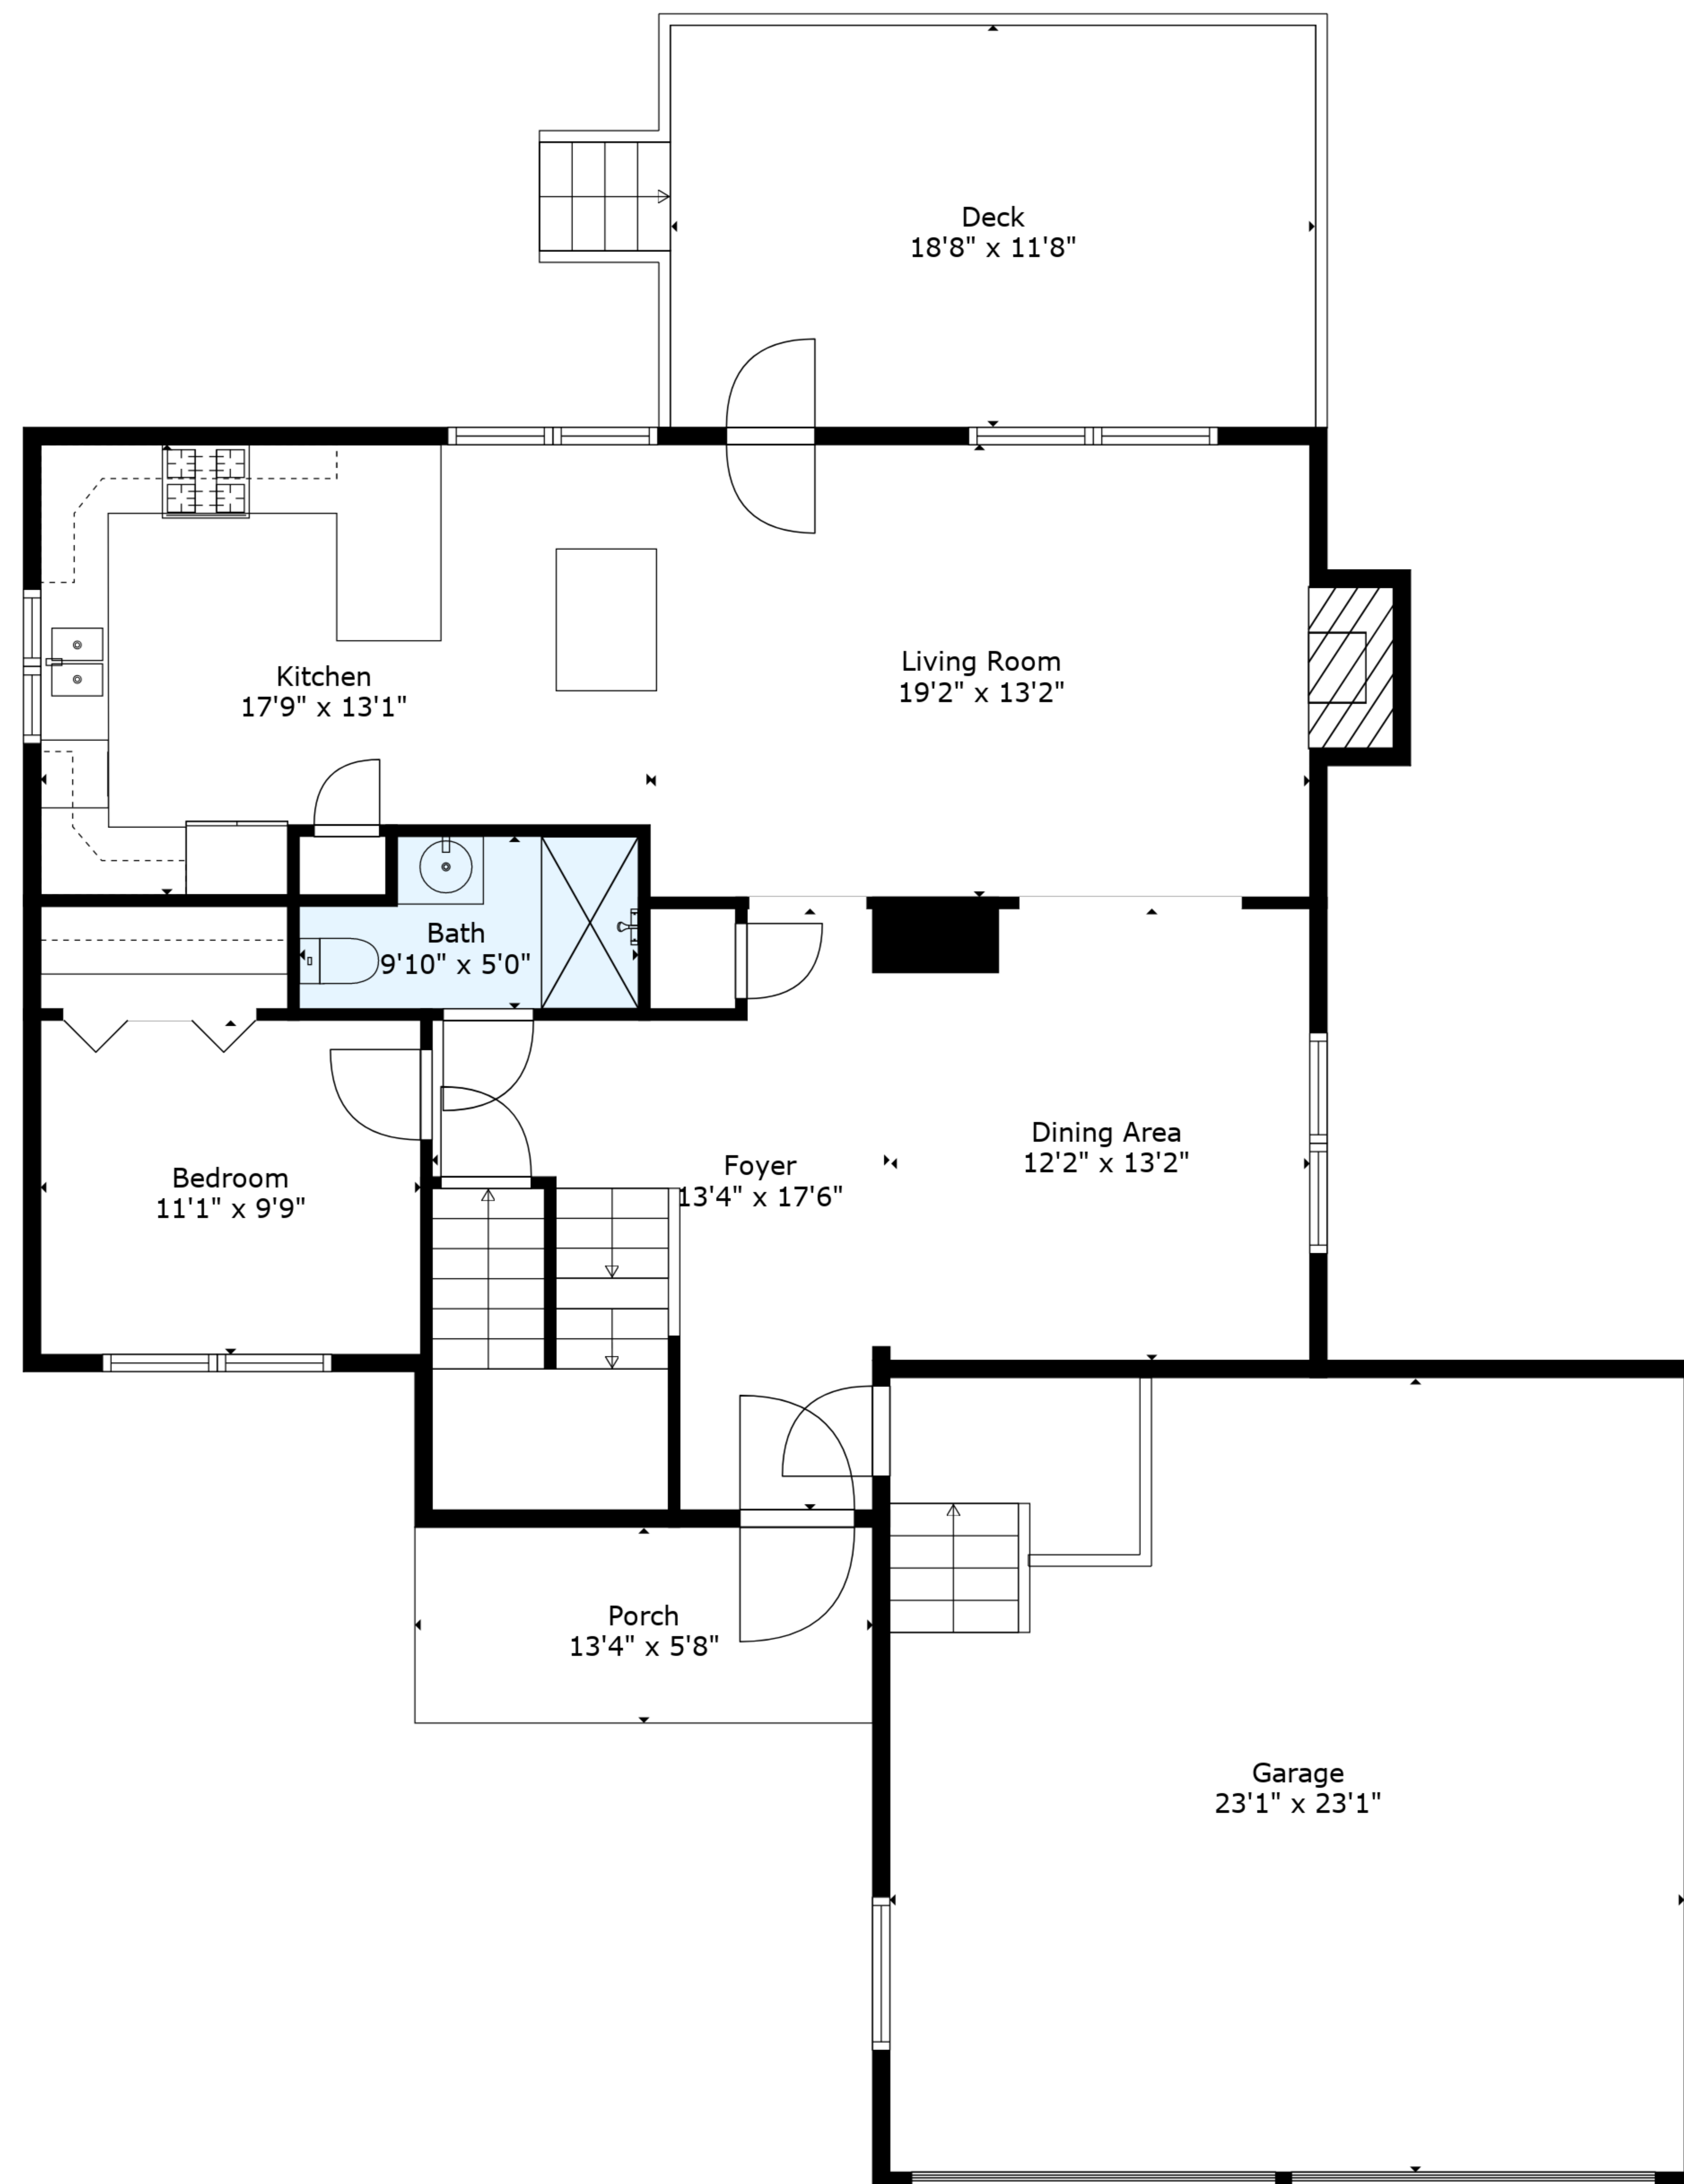 Deck
18'8" x 11'8"
Kitchen
17'9" x 13'1"
Living Room
19'2" x 13'2"
Bath
9'10" x 5'0"
Bedroom
11'1" x 9'9"
Foyer
13'4" x 17'6"
Dining Area
12'2" x 13'2"
Porch
13'4" x 5'8"
Garage
23'1" x 23'1"